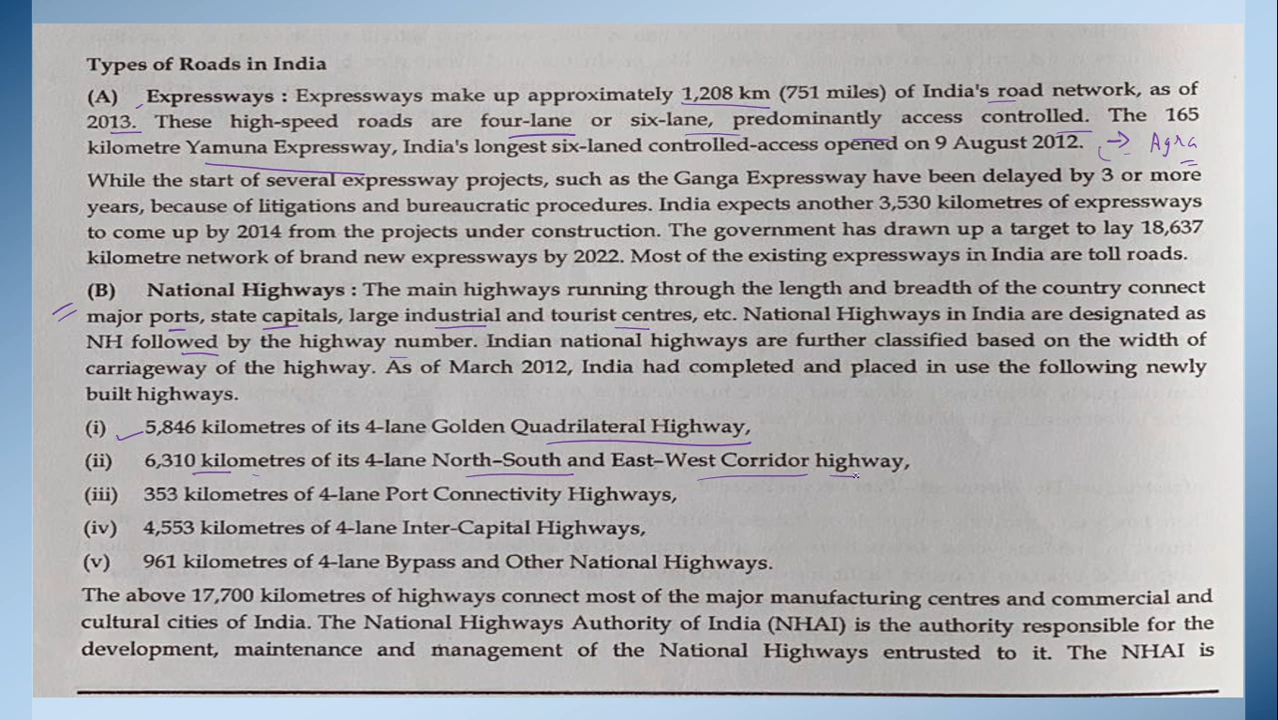 Types of Roads in India
(A) Expressways : Expressways make up approximately 1,208 km (751 miles) of India's road network, as of
2013. These high-speed roads are four-lane or six-lane, predominantly access controlled. The 165
kilometre Yamuna Expressway, India's longest six-laned controlled-access opened on 9 August 2012. → Agra
While the start of several expressway projects, such as the Ganga Expressway have been delayed by 3 or more
years, because of litigations and bureaucratic procedures. India expects another 3,530 kilometres of expressways
to come up by 2014 from the projects under construction. The government has drawn up a target to lay 18,637
kilometre network of brand new expressways by 2022. Most of the existing expressways in India are toll roads.
(B) National Highways : The main highways running through the length and breadth of the country connect
major ports, state capitals, large industrial and tourist centres, etc. National Highways in India are designated as
NH followed by the highway number. Indian national highways are further classified based on the width of
carriageway of the highway. As of March 2012, India had completed and placed in use the following newly
built highways.
(i) 5,846 kilometres of its 4-lane Golden Quadrilateral Highway,
(ii) 6,310 kilometres of its 4-lane North–South and East–West Corridor highway,
(iii) 353 kilometres of 4-lane Port Connectivity Highways,
(iv) 4,553 kilometres of 4-lane Inter-Capital Highways,
(v) 961 kilometres of 4-lane Bypass and Other National Highways.
The above 17,700 kilometres of highways connect most of the major manufacturing centres and commercial and
cultural cities of India. The National Highways Authority of India (NHAI) is the authority responsible for the
development, maintenance and management of the National Highways entrusted to it. The NHAI is